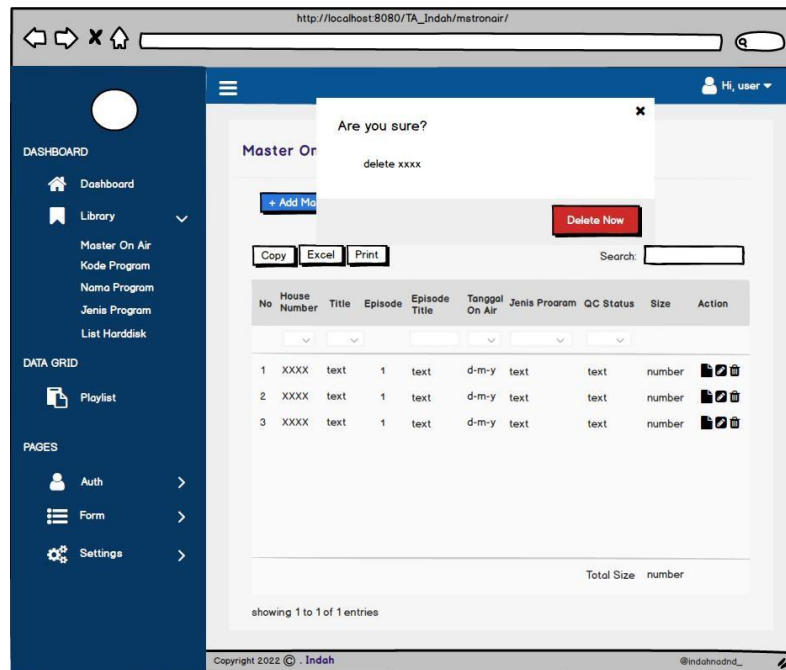 http://localhost:8080/TA_Indah/mstronair/
Hi, user
DASHBOARD
Dashboard
Library
Master On Air
Kode Program
Nama Program
Jenis Program
List Harddisk
DATA GRID
Playlist
PAGES
Auth
Form
Settings
Are you sure?
delete xxxx
Delete Now
Master On
+ Add Ma
Copy Excel Print
Search:
No House Number Title Episode Episode Title Tanggal On Air Jenis Program QC Status Size Action
1 XXXX text 1 text d-m-y text text number
2 XXXX text 1 text d-m-y text text number
3 XXXX text 1 text d-m-y text text number
Total Size number
showing 1 to 1 of 1 entries
Copyright 2022 © . Indah
@indahnadnd_